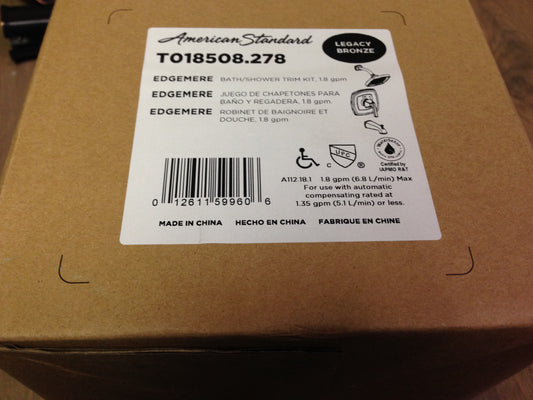 American Standard
LEGACY
BRONZE
T018508.278
EDGEMERE BATH/SHOWER TRIM KIT, 1.8 gpm
EDGEMERE JUEGO DE CHAPETONES PARA
BAÑO Y REGADERA, 1.8 gpm.
EDGEMERE ROBINET DE BAIGNOIRE ET
DOUCHE, 1.8 gpm
C UPC ®
WaterSense
Certified by
IAPMO R&T
A112.18.1 1.8 gpm (6.8 L/min) Max
For use with automatic
compensating rated at
1.35 gpm (5.1 L/min) or less.
0 12611 59960 6
MADE IN CHINA HECHO EN CHINA FABRIQUE EN CHINE